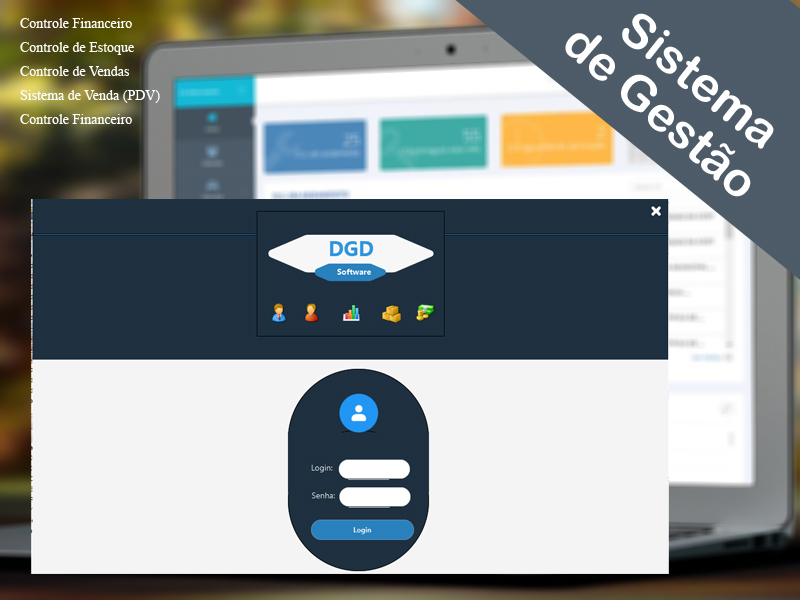 Controle Financeiro
Controle de Estoque
Controle de Vendas
Sistema de Venda (PDV)
Controle Financeiro
Sistema
de Gestão
DGD
Software
Login:
Senha:
Login